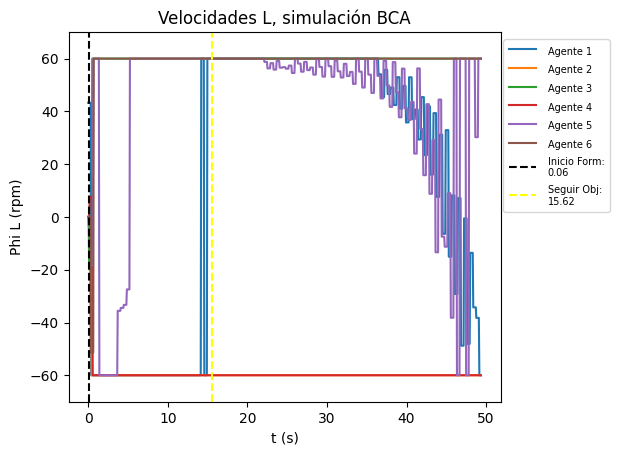 Velocidades L, simulación BCA
Phi L (rpm)
60
40
20
0
−20
−40
−60
0
10
20
30
40
50
t (s)
Agente 1
Agente 2
Agente 3
Agente 4
Agente 5
Agente 6
Inicio Form:
0.06
Seguir Obj:
15.62